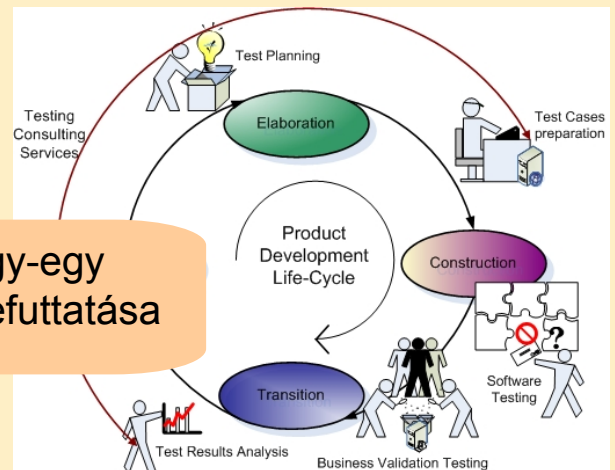 Test Planning
Elaboration
Testing
Consulting
Services
Test Cases
preparation
Product
Development
Life-Cycle
Construction
gy-egy
efuttatása
Software
Testing
Transition
Test Results Analysis
Business Validation Testing